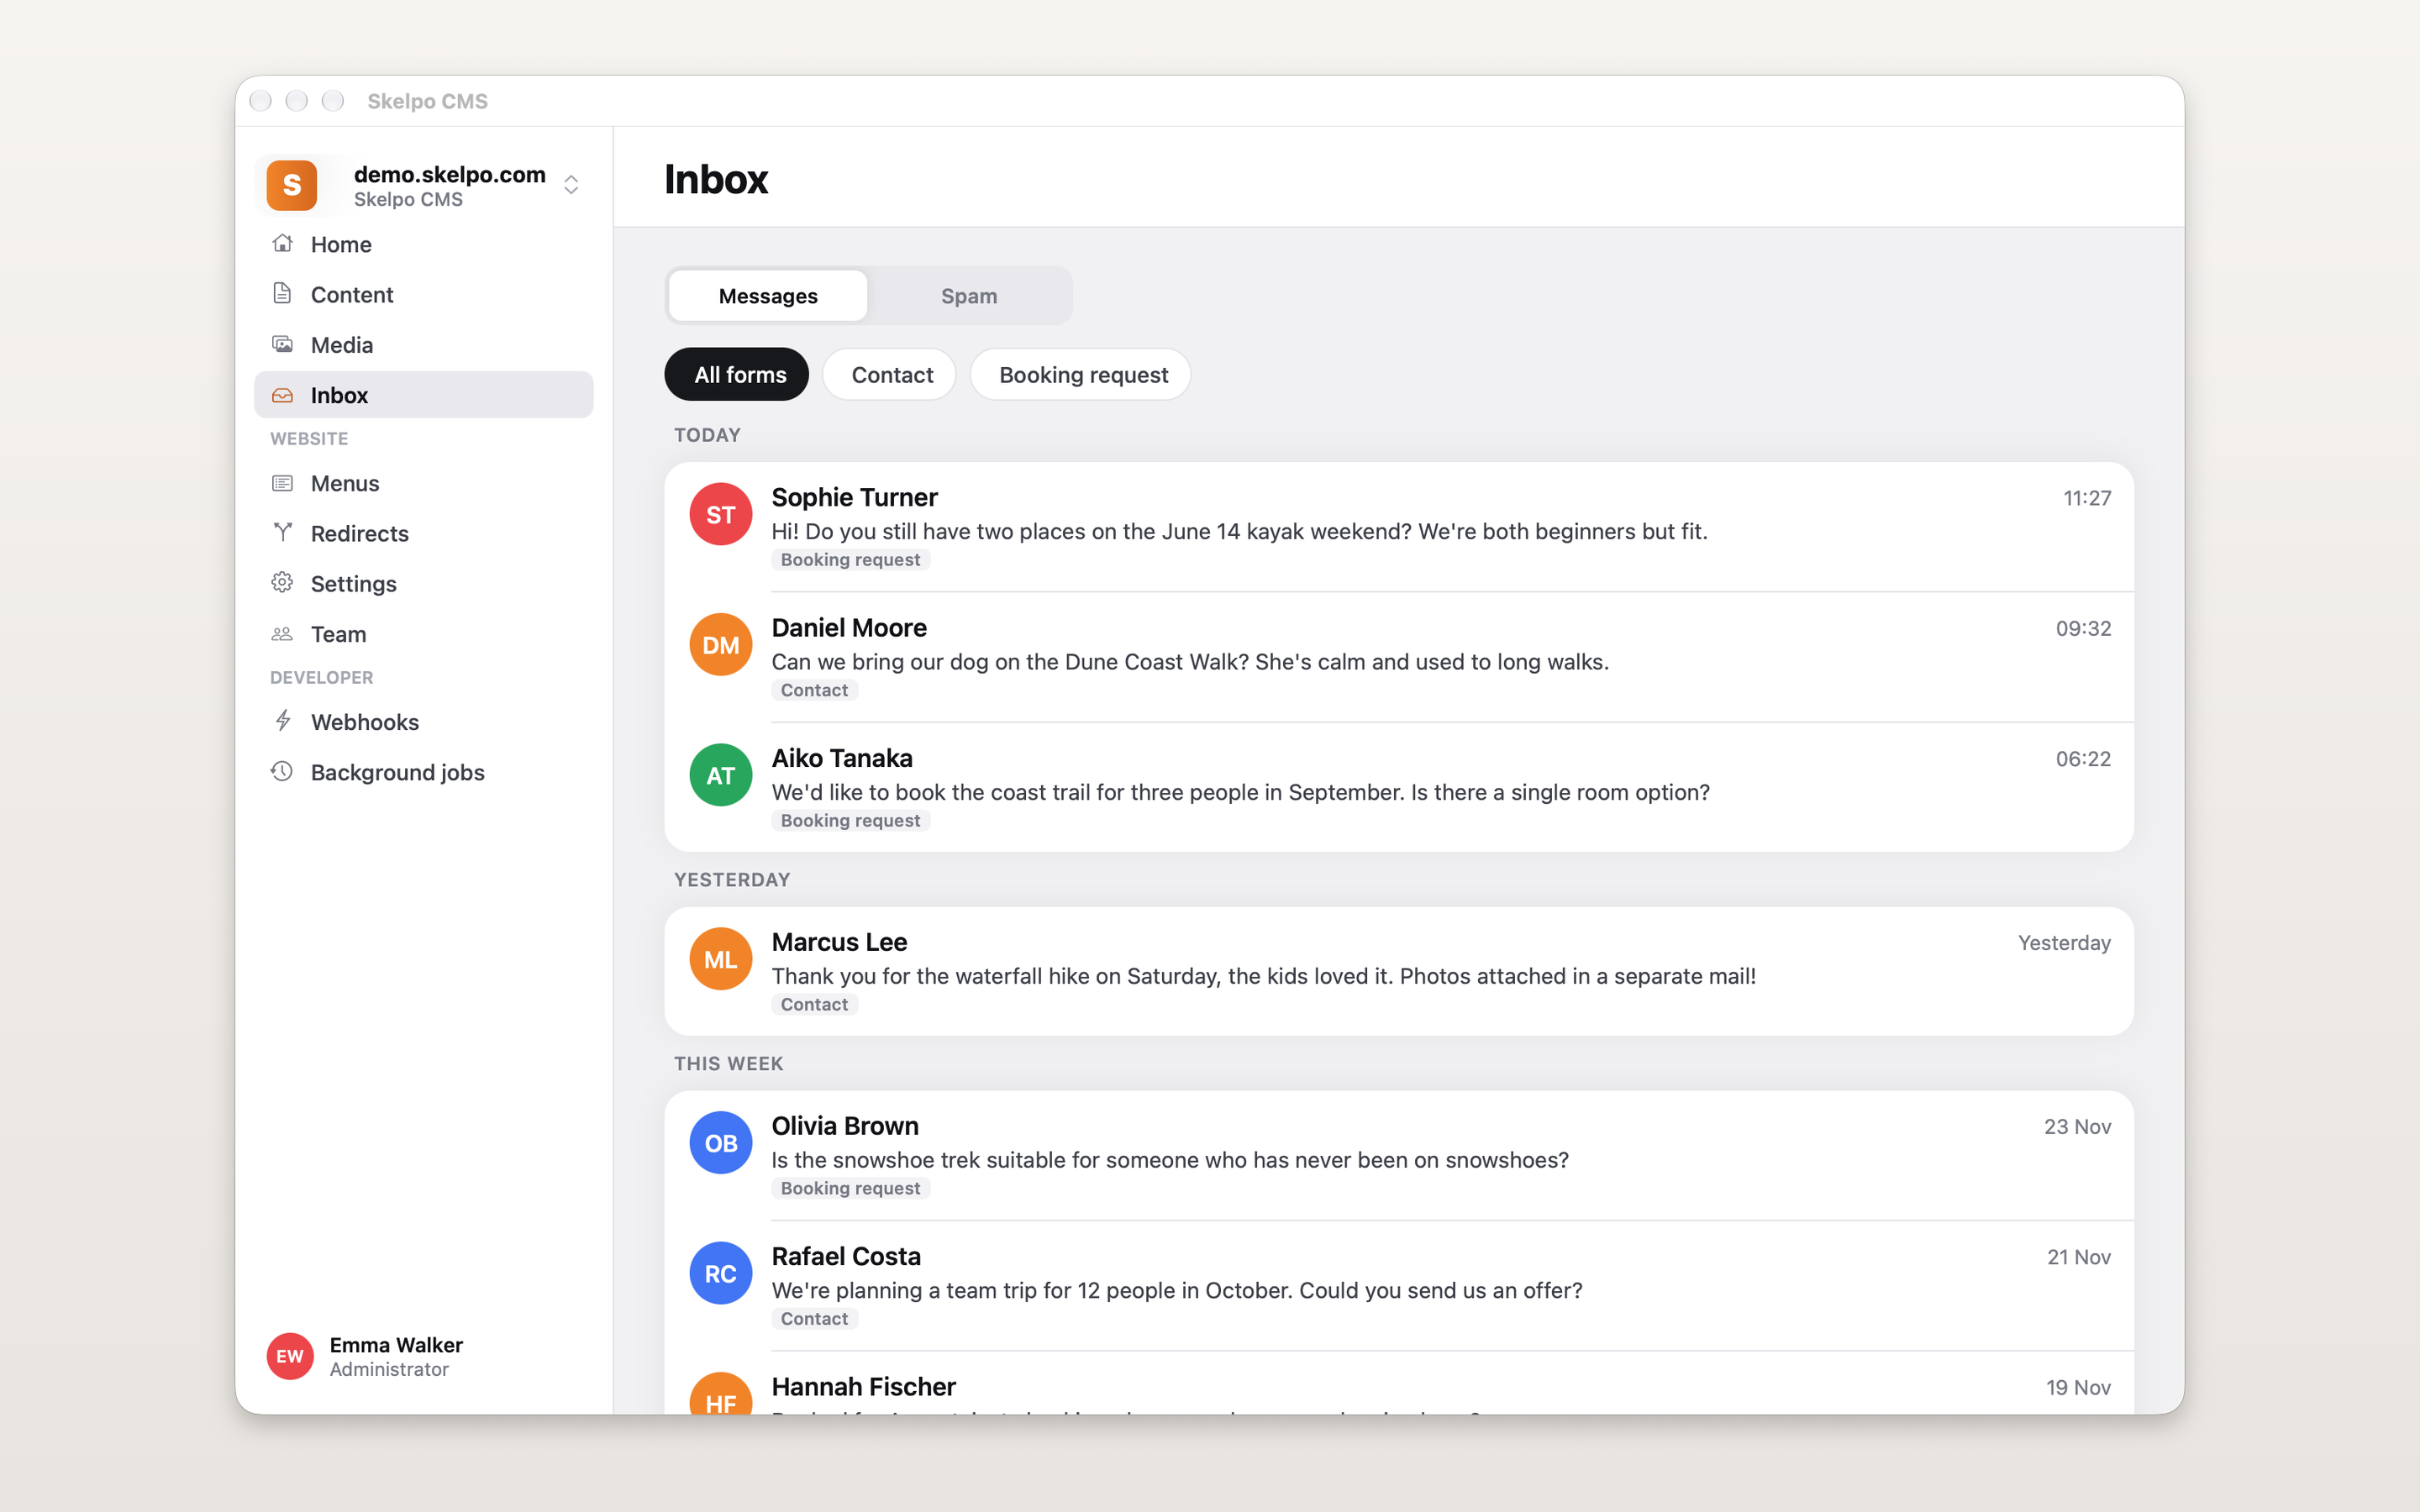 Skelpo CMS
S
demo.skelpo.com
Skelpo CMS
Home
Content
Media
Inbox
WEBSITE
Menus
Redirects
Settings
Team
DEVELOPER
Webhooks
Background jobs
EW
Emma Walker
Administrator
Inbox
Messages
Spam
All forms
Contact
Booking request
TODAY
ST
Sophie Turner
11:27
Hi! Do you still have two places on the June 14 kayak weekend? We're both beginners but fit.
Booking request
DM
Daniel Moore
09:32
Can we bring our dog on the Dune Coast Walk? She's calm and used to long walks.
Contact
AT
Aiko Tanaka
06:22
We'd like to book the coast trail for three people in September. Is there a single room option?
Booking request
YESTERDAY
ML
Marcus Lee
Yesterday
Thank you for the waterfall hike on Saturday, the kids loved it. Photos attached in a separate mail!
Contact
THIS WEEK
OB
Olivia Brown
23 Nov
Is the snowshoe trek suitable for someone who has never been on snowshoes?
Booking request
RC
Rafael Costa
21 Nov
We're planning a team trip for 12 people in October. Could you send us an offer?
Contact
HF
Hannah Fischer
19 Nov